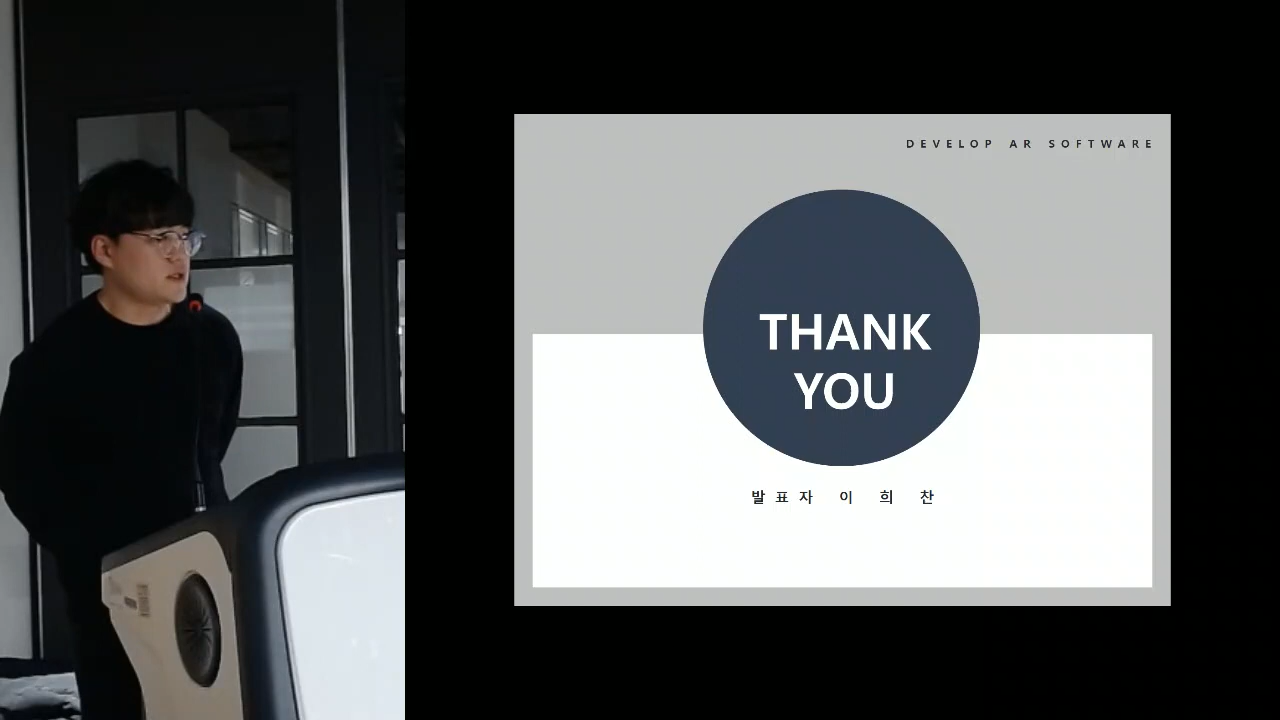 DEVELOP AR SOFTWARE
THANK
YOU
발표자 이 희 찬